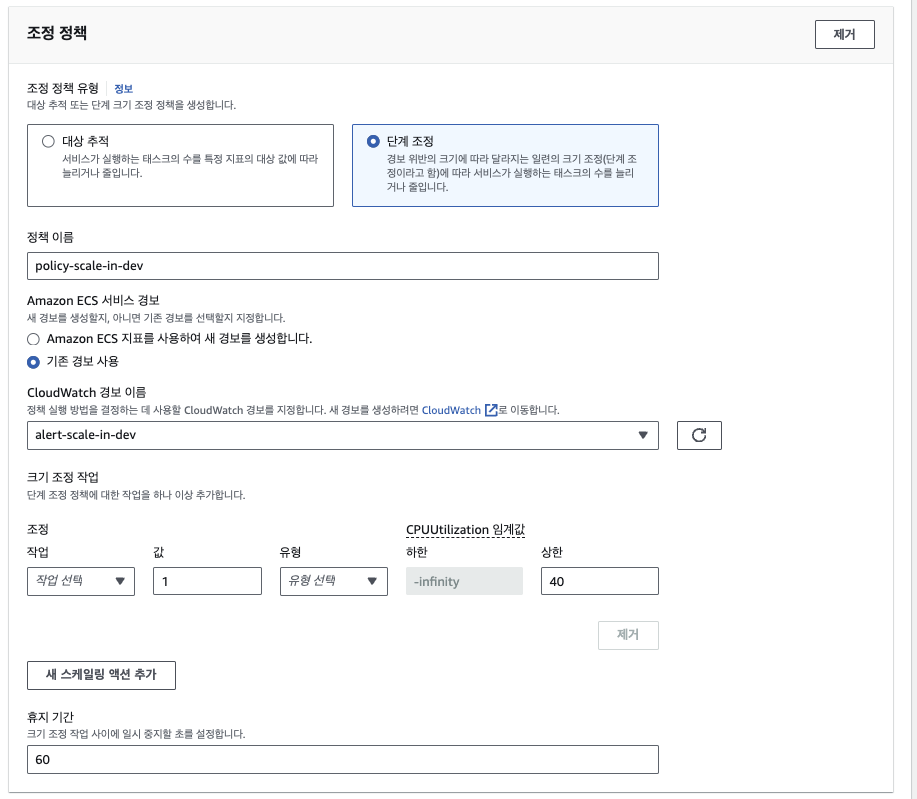 조정 정책
제거
조정 정책 유형
정보
대상 추적 또는 단계 크기 조정 정책을 생성합니다.
대상 추적
서비스가 실행하는 태스크의 수를 특정 지표의 대상 값에 따라
늘리거나 줄입니다.
단계 조정
경보 위반의 크기에 따라 달라지는 일련의 크기 조정(단계 조
정이라고 함)에 따라 서비스가 실행하는 태스크의 수를 늘리
거나 줄입니다.
정책 이름
policy-scale-in-dev
Amazon ECS 서비스 경보
새 경보를 생성할지, 아니면 기존 경보를 선택할지 지정합니다.
Amazon ECS 지표를 사용하여 새 경보를 생성합니다.
기존 경보 사용
CloudWatch 경보 이름
정책 실행 방법을 결정하는 데 사용할 CloudWatch 경보를 지정합니다. 새 경보를 생성하려면 CloudWatch 로 이동합니다.
alert-scale-in-dev
크기 조정 작업
단계 조정 정책에 대한 작업을 하나 이상 추가합니다.
조정
CPUUtilization 임계값
작업
값
유형
하한
상한
작업 선택
1
유형 선택
-infinity
40
제거
새 스케일링 액션 추가
휴지 기간
크기 조정 작업 사이에 일시 중지할 초를 설정합니다.
60